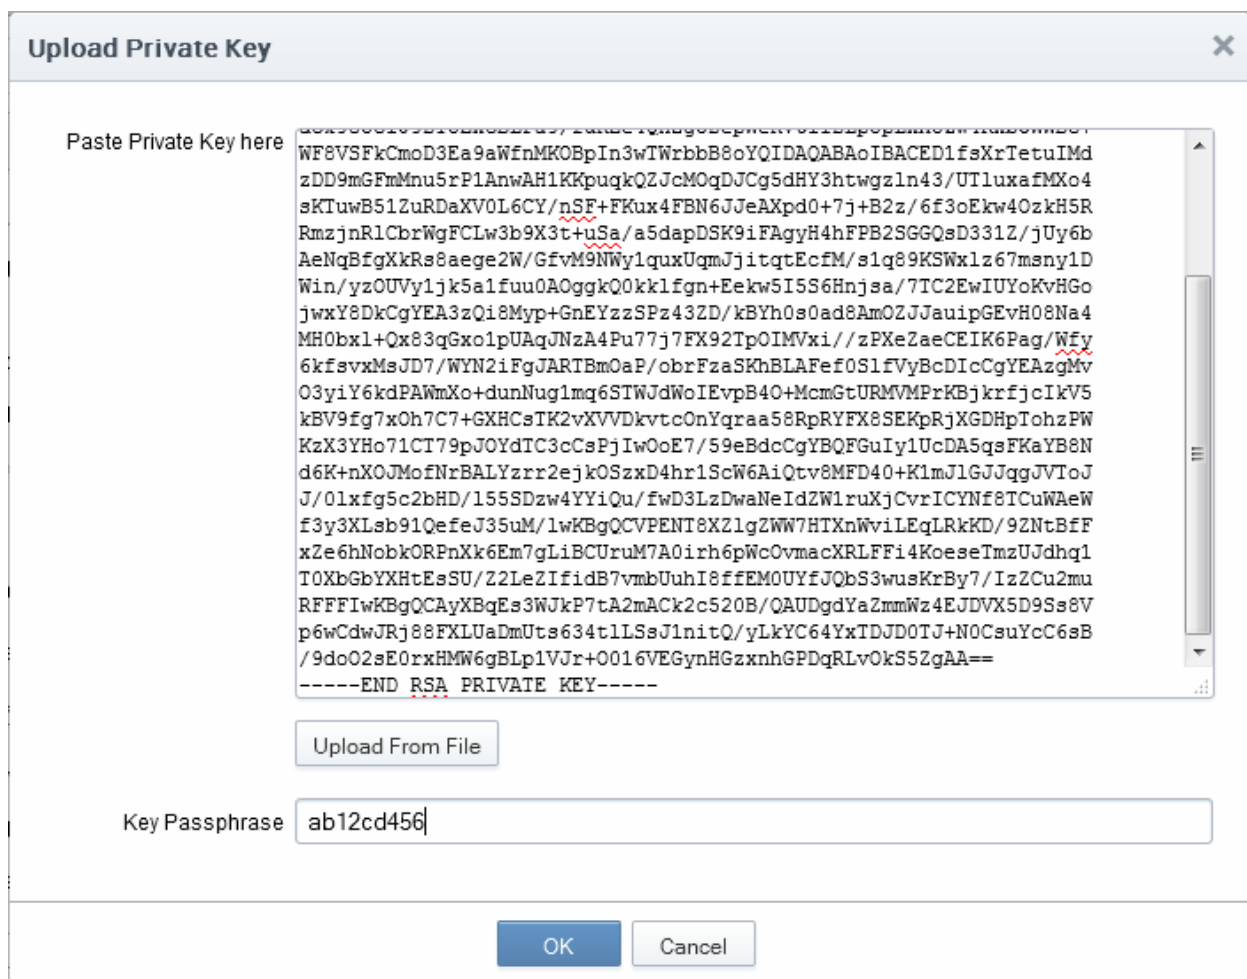 Upload Private Key
Paste Private Key here
WF8VSFkCmoD3Ea9aWfnMKOBpIn3wTWrbbB8oYQIDAQABAoIBACED1fsXrTetuIMd
zDD9mGFmMnu5rP1AnwAH1KKpuqkQZJcMOqDJCg5dHY3htwgzln43/UTluxafMXo4
sKTuwB51ZuRDaXV0L6CY/nSF+FKux4FBN6JJeAXpd0+7j+B2z/6f3oEkw4OzkH5R
RmzjnRlCbrWgFCLw3b9X3t+uSa/a5dapDSK9iFAgyH4hFPB2SGGQsD331Z/jUy6b
AeNqBfgXkRs8aege2W/GfvM9NWy1quxUqmJjitqtEcfM/s1q89KSWxlz67msny1D
Win/yzOUVy1jk5a1fuu0AOggkQ0kklfgn+Eekw5I5S6Hnjsa/7TC2EwIUYoKvHGo
jwxY8DkCgYEA3zQi8Myp+GnEYzzSPz43ZD/kBYh0s0ad8AmOZJJauipGEvH08Na4
MH0bxl+Qx83qGxo1pUAqJNzA4Pu77j7FX92TpOIMVxi//zPXeZaeCEIK6Pag/Wfy
6kfsvxMsJD7/WYN2iFgJARTBmOaP/obrFzaSKhBLAFef0SlfVyBcDIcCgYEAzgMv
O3yiY6kdPAWmXo+dunNug1mq6STWJdWoIEvpB4O+McmGtURMVMPrKBjkrfjcIkV5
kBV9fg7xOh7C7+GXHCsTK2vXVVDkvtcOnYqraa58RpRYFX8SEKpRjXGDHpTohzPW
KzX3YHo71CT79pJOYdTC3cCsPjIwOoE7/59eBdcCgYBQFGuIy1UcDA5qsFKaYB8N
d6K+nXOJMofNrBALYzrr2ejkOSzxD4hr1ScW6AiQtv8MFD40+K1mJlGJJqgJVToJ
J/0lxfg5c2bHD/l55SDzw4YYiQu/fwD3LzDwaNeIdZW1ruXjCvrICYNf8TCuWAeW
f3y3XLsb91QefeJ35uM/lwKBgQCVPENT8XZlgZWW7HTXnWviLEqLRkKD/9ZNtBfF
xZe6hNobkORPnXk6Em7gLiBCUruM7A0irh6pWcOvmacXRLFFi4KoeseTmzUJdhq1
T0XbGbYXHtEsSU/Z2LeZIfidB7vmbUuhI8ffEM0UYfJQbS3wusKrBy7/IzZCu2mu
RFFFIwKBgQCAyXBqEs3WJkP7tA2mACk2c520B/QAUDgdYaZmmWz4EJDVX5D9Ss8V
p6wCdwJRj88FXLUaDmUts634tlLSsJ1nitQ/yLkYC64YxTDJD0TJ+N0CsuYcC6sB
/9doO2sE0rxHMW6gBLp1VJr+O016VEGynHGzxnhGPDqRLvOkS5ZgAA==
-----END RSA PRIVATE KEY-----
Upload From File
Key Passphrase
ab12cd456
OK
Cancel